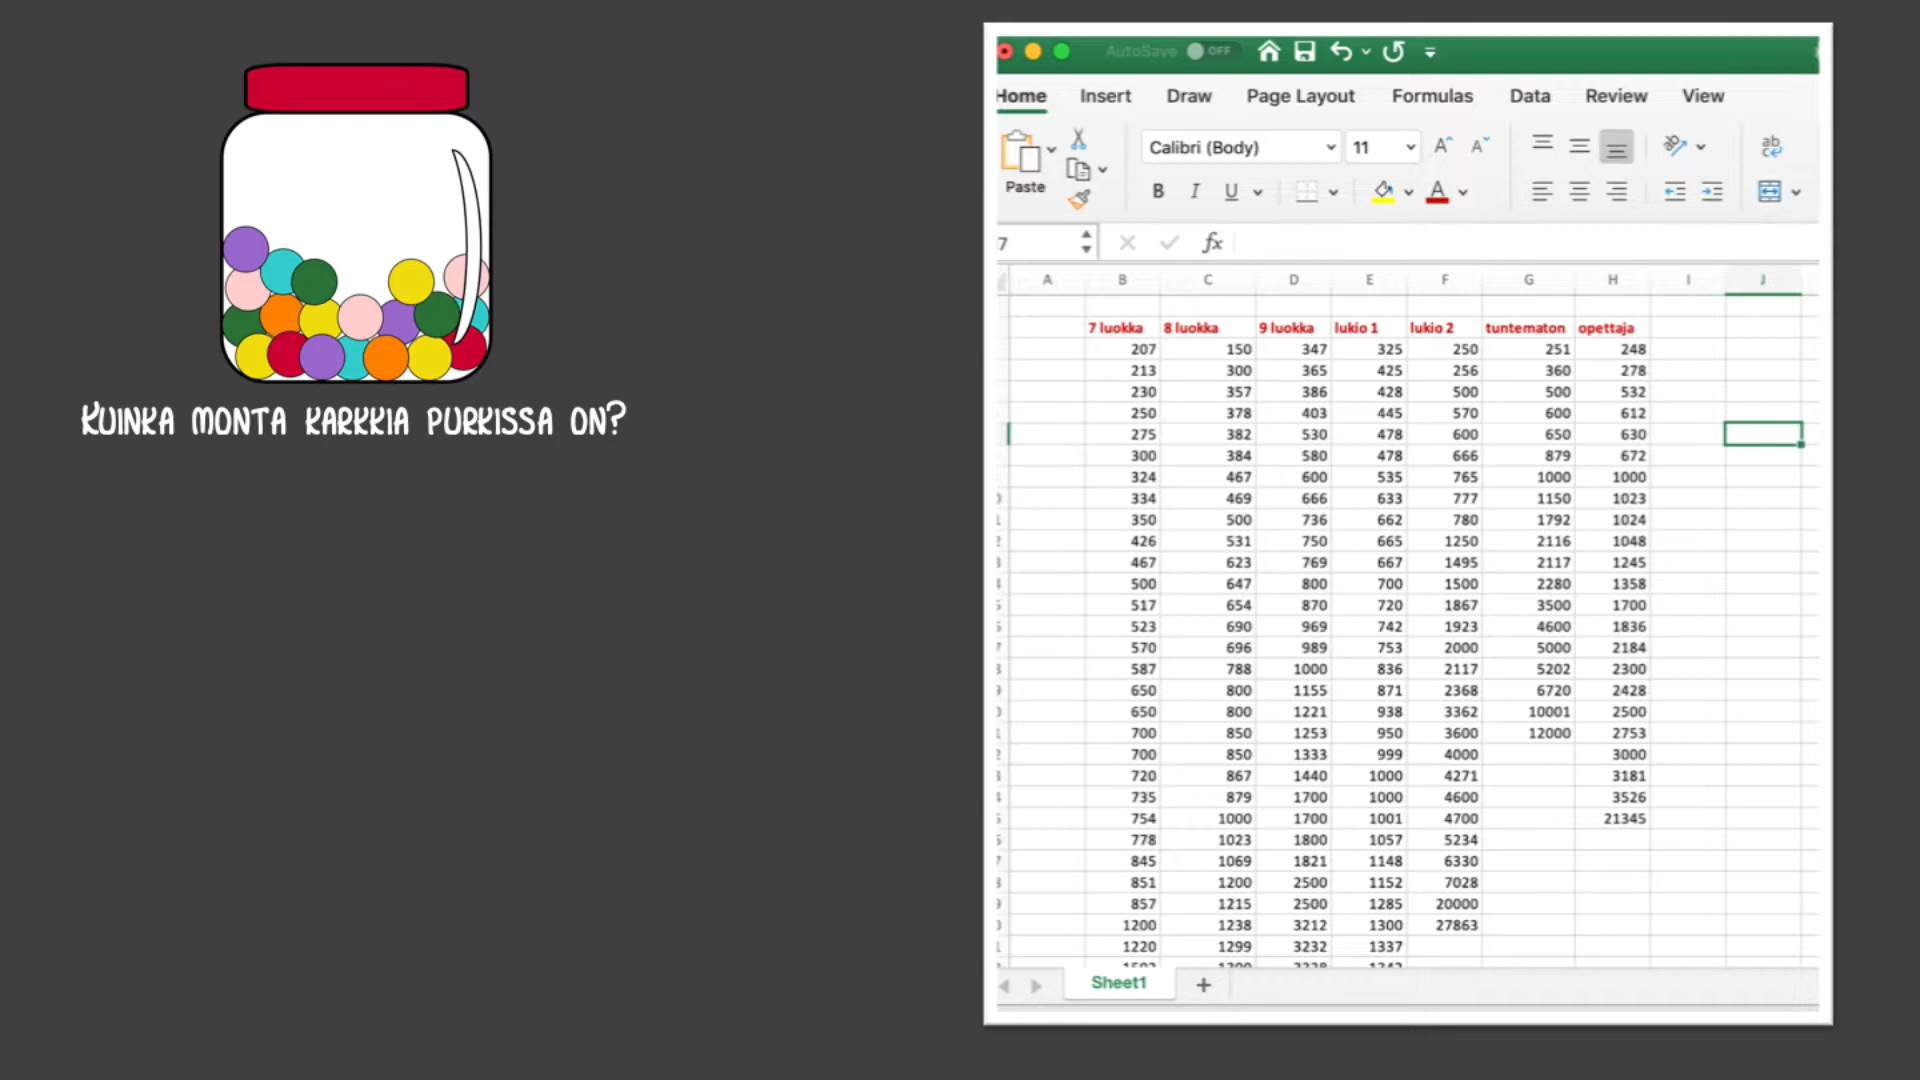 KUINKA MONTA KARKKIA PURKISSA ON?
AutoSave OFF
Home Insert Draw Page Layout Formulas Data Review View
Paste Calibri (Body) 11 A A
B I U A
7 fx
A B C D E F G H I J
7 luokka 8 luokka 9 luokka lukio 1 lukio 2 tuntematon opettaja
207 150 347 325 250 251 248
213 300 365 425 256 360 278
230 357 386 428 500 500 532
250 378 403 445 570 600 612
275 382 530 478 600 650 630
300 384 580 478 666 879 672
324 467 600 535 765 1000 1000
334 469 666 633 777 1150 1023
350 500 736 662 780 1792 1024
426 531 750 665 1250 2116 1048
467 623 769 667 1495 2117 1245
500 647 800 700 1500 2280 1358
517 654 870 720 1867 3500 1700
523 690 969 742 1923 4600 1836
570 696 989 753 2000 5000 2184
587 788 1000 836 2117 5202 2300
650 800 1155 871 2368 6720 2428
650 800 1221 938 3362 10001 2500
700 850 1253 950 3600 12000 2753
700 850 1333 999 4000 3000
720 867 1440 1000 4271 3181
735 879 1700 1000 4600 3526
754 1000 1700 1001 4700 21345
778 1023 1800 1057 5234
845 1069 1821 1148 6330
851 1200 2500 1152 7028
857 1215 2500 1285 20000
1200 1238 3212 1300 27863
1220 1299 3232 1337
Sheet1